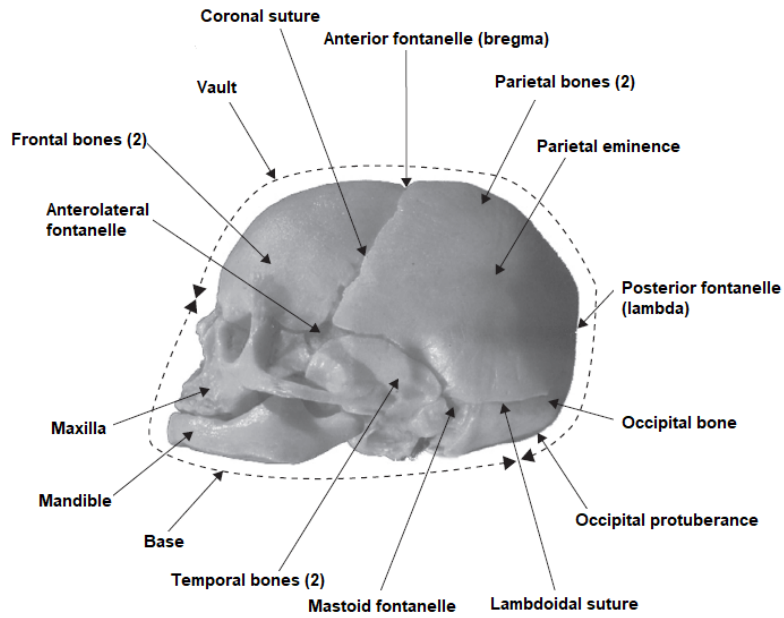 Coronal suture
Anterior fontanelle (bregma)
Vault
Parietal bones (2)
Frontal bones (2)
Parietal eminence
Anterolateral
fontanelle
Posterior fontanelle
(lambda)
Maxilla
Occipital bone
Mandible
Base
Occipital protuberance
Temporal bones (2)
Mastoid fontanelle
Lambdoidal suture